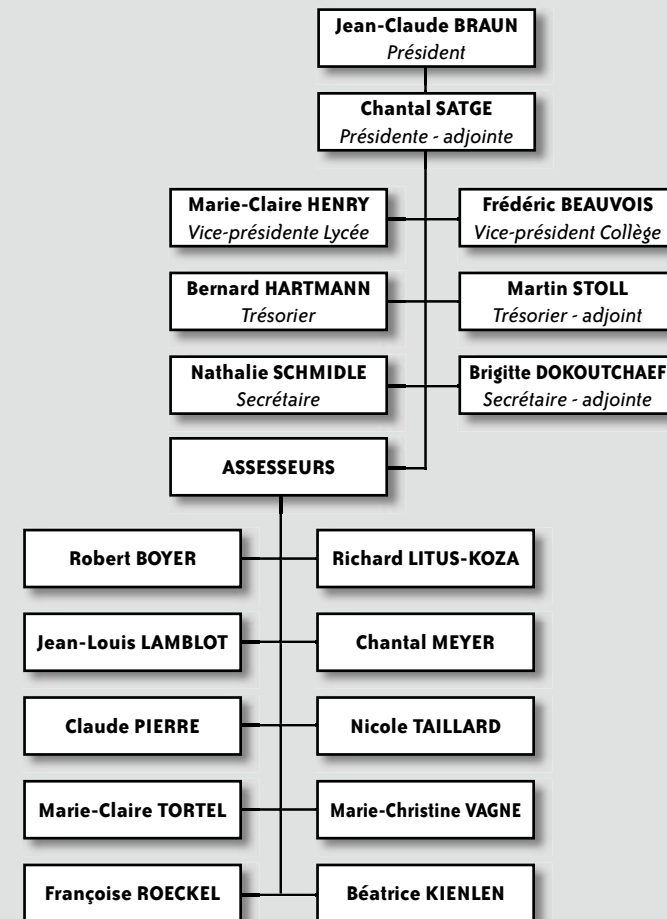 Jean-Claude BRAUN
Président
Chantal SATGE
Présidente - adjointe
Marie-Claire HENRY
Vice-présidente Lycée
Frédéric BEAUVOIS
Vice-président Collège
Bernard HARTMANN
Trésorier
Martin STOLL
Trésorier - adjoint
Nathalie SCHMIDLE
Secrétaire
Brigitte DOKOUTCHAEF
Secrétaire - adjointe
ASSESSEURS
Robert BOYER
Richard LITUS-KOZA
Jean-Louis LAMBLOT
Chantal MEYER
Claude PIERRE
Nicole TAILLARD
Marie-Claire TORTEL
Marie-Christine VAGNE
Françoise ROECKEL
Béatrice KIENLEN